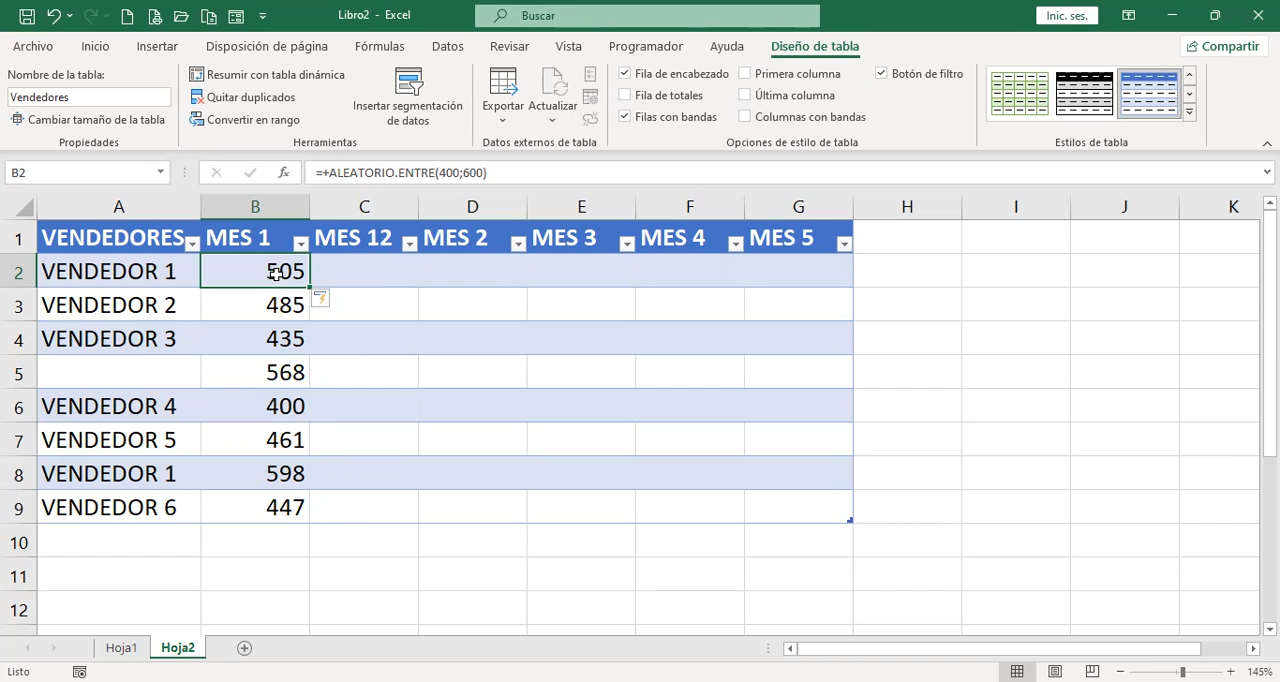 Libro2 - Excel
Buscar
Inic. ses.
Archivo Inicio Insertar Disposición de página Fórmulas Datos Revisar Vista Programador Ayuda Diseño de tabla Compartir
Nombre de la tabla:
Vendedores
Cambiar tamaño de la tabla
Propiedades
Resumir con tabla dinámica
Quitar duplicados
Convertir en rango
Insertar segmentación
de datos
Herramientas
Exportar Actualizar
Datos externos de tabla
Fila de encabezado Primera columna Botón de filtro
Fila de totales Última columna
Filas con bandas Columnas con bandas
Opciones de estilo de tabla
Estilos de tabla
B2 fx =+ALEATORIO.ENTRE(400;600)
A B C D E F G H I J K
1 VENDEDORES MES 1 MES 12 MES 2 MES 3 MES 4 MES 5
2 VENDEDOR 1 505
3 VENDEDOR 2 485
4 VENDEDOR 3 435
5 568
6 VENDEDOR 4 400
7 VENDEDOR 5 461
8 VENDEDOR 1 598
9 VENDEDOR 6 447
10
11
12
Hoja1 Hoja2
Listo 145%